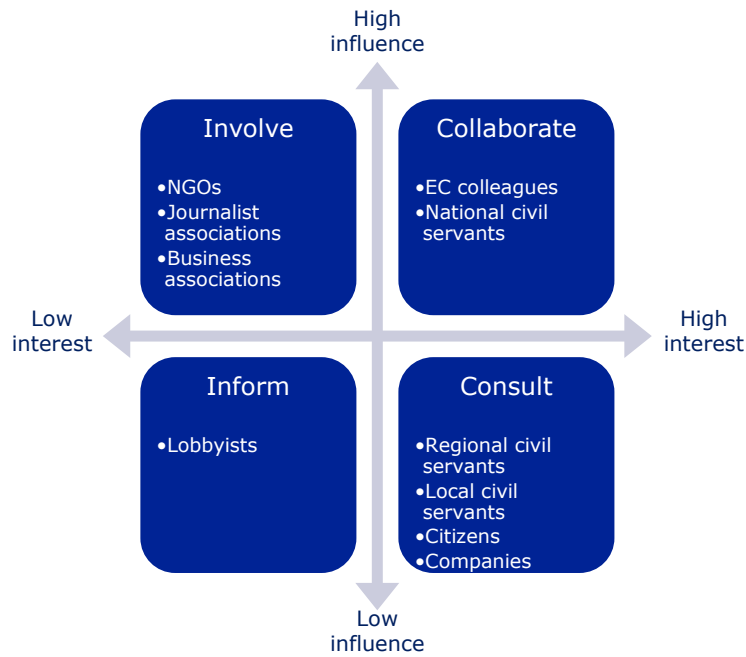 High
influence
Involve
•NGOs
•Journalist
associations
•Business
associations
Collaborate
•EC colleagues
•National civil
servants
Low
interest
High
interest
Inform
•Lobbyists
Consult
•Regional civil
servants
•Local civil
servants
•Citizens
•Companies
Low
influence